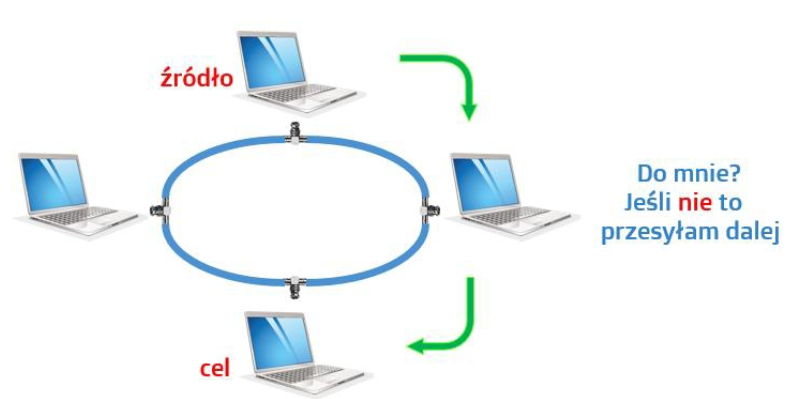 źródło
Do mnie?
Jeśli nie to
przesyłam dalej
cel